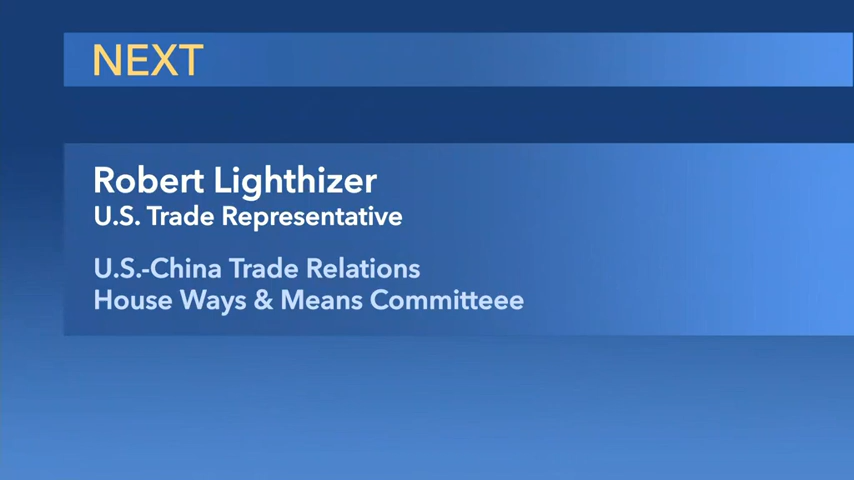 NEXT
Robert Lighthizer
U.S. Trade Representative
U.S.-China Trade Relations
House Ways & Means Committeee